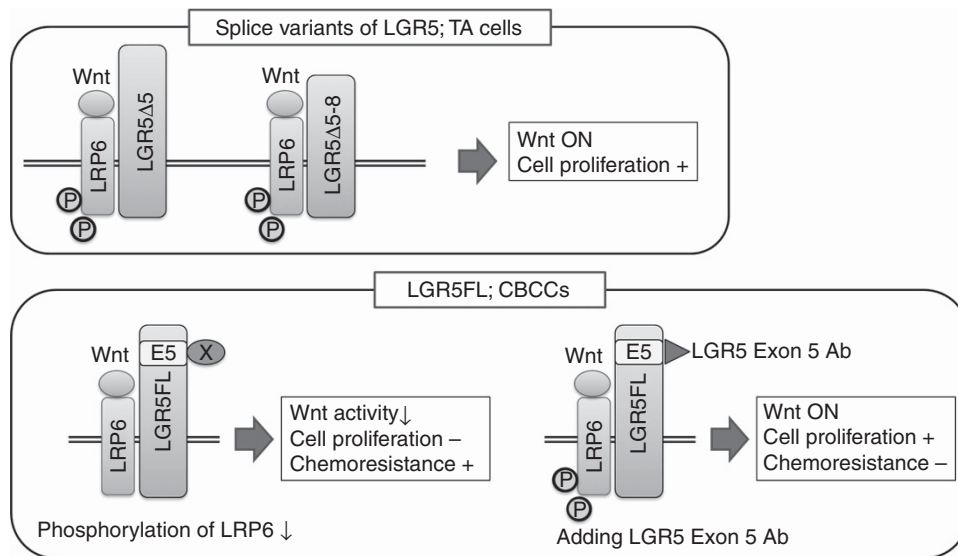 Splice variants of LGR5; TA cells
Wnt
LRP6
LGR5Δ5
P
P
Wnt
LRP6
LGR5Δ5-8
P
P
Wnt ON
Cell proliferation +
LGR5FL; CBCCs
Wnt
LRP6
E5
X
LGR5FL
Wnt activity↓
Cell proliferation –
Chemoresistance +
Phosphorylation of LRP6 ↓
Wnt
LRP6
E5
LGR5FL
LGR5 Exon 5 Ab
P
P
Wnt ON
Cell proliferation +
Chemoresistance –
Adding LGR5 Exon 5 Ab